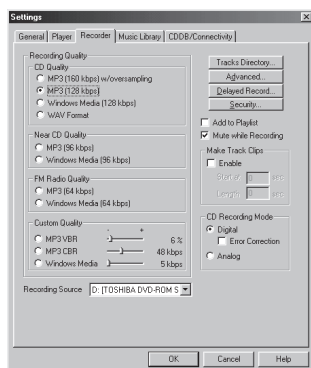 Settings
General Player Recorder Music Library CDDB/Connectivity
Recording Quality
CD Quality
MP3 (160 kbps) w/oversampling
MP3 (128 kbps)
Windows Media (128 kbps)
WAV Format
Near CD Quality
MP3 (96 kbps)
Windows Media (96 kbps)
FM Radio Quality
MP3 (64 kbps)
Windows Media (64 kbps)
Custom Quality
- +
MP3 VBR 6 %
MP3 CBR 48 kbps
Windows Media 5 kbps
Recording Source D: [TOSHIBA DVD-ROM S
Tracks Directory...
Advanced...
Delayed Record...
Security...
Add to Playlist
Mute while Recording
Make Track Clips
Enable
Start at 0 sec.
Length: 0 sec.
CD Recording Mode
Digital
Error Correction
Analog
OK Cancel Help